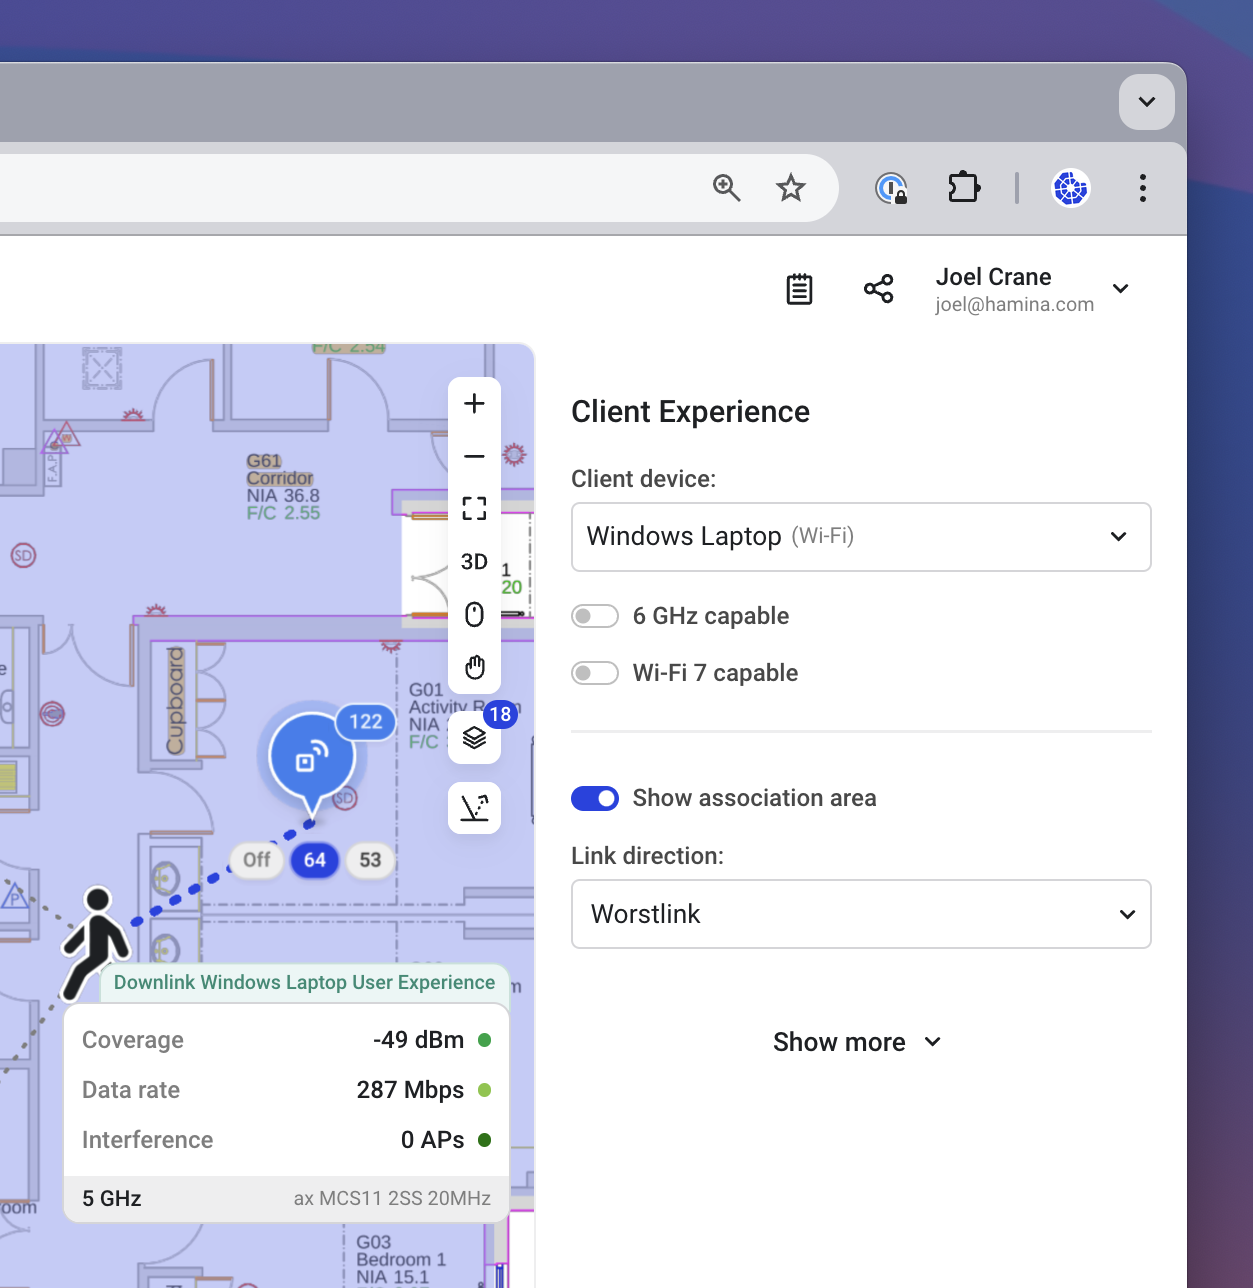 Joel Crane
joel@hamina.com
F/C 2.54
G61
Corridor
NIA 36.8
F/C 2.55
F.A.P
SD
SD
3D
1
20
Cupboard
G01
Activity R
NIA
F/C
18
122
SD
Off
64
53
P
Downlink Windows Laptop User Experience
Coverage
-49 dBm
Data rate
287 Mbps
Interference
0 APs
5 GHz
ax MCS11 2SS 20MHz
oom
G03
Bedroom 1
NIA 15.1
Client Experience
Client device:
Windows Laptop (Wi-Fi)
6 GHz capable
Wi-Fi 7 capable
Show association area
Link direction:
Worstlink
Show more